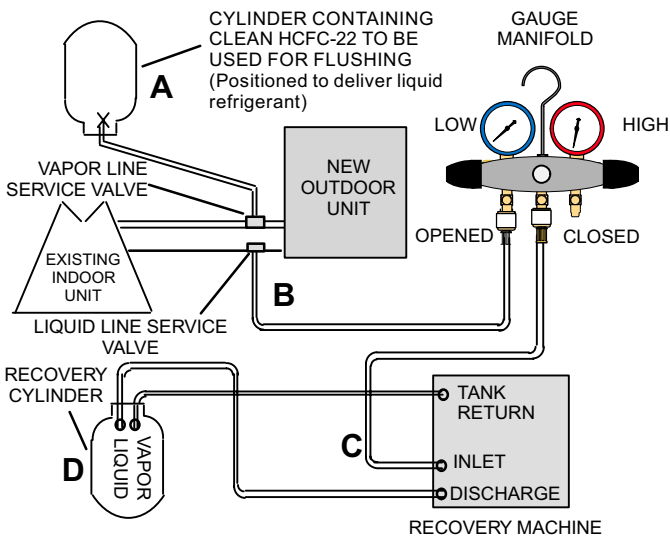 CYLINDER CONTAINING
CLEAN HCFC-22 TO BE
USED FOR FLUSHING
(Positioned to deliver liquid
refrigerant)
A
GAUGE
MANIFOLD
LOW
HIGH
VAPOR LINE
SERVICE VALVE
NEW
OUTDOOR
UNIT
EXISTING
INDOOR
UNIT
OPENED
CLOSED
B
LIQUID LINE SERVICE
VALVE
RECOVERY
CYLINDER
TANK
RETURN
C
D
LIQUID
VAPOR
INLET
DISCHARGE
RECOVERY MACHINE